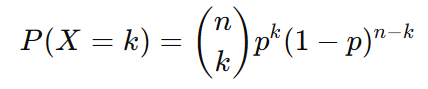 P(X = k) = \binom{n}{k} p^k (1 − p)^{n−k}